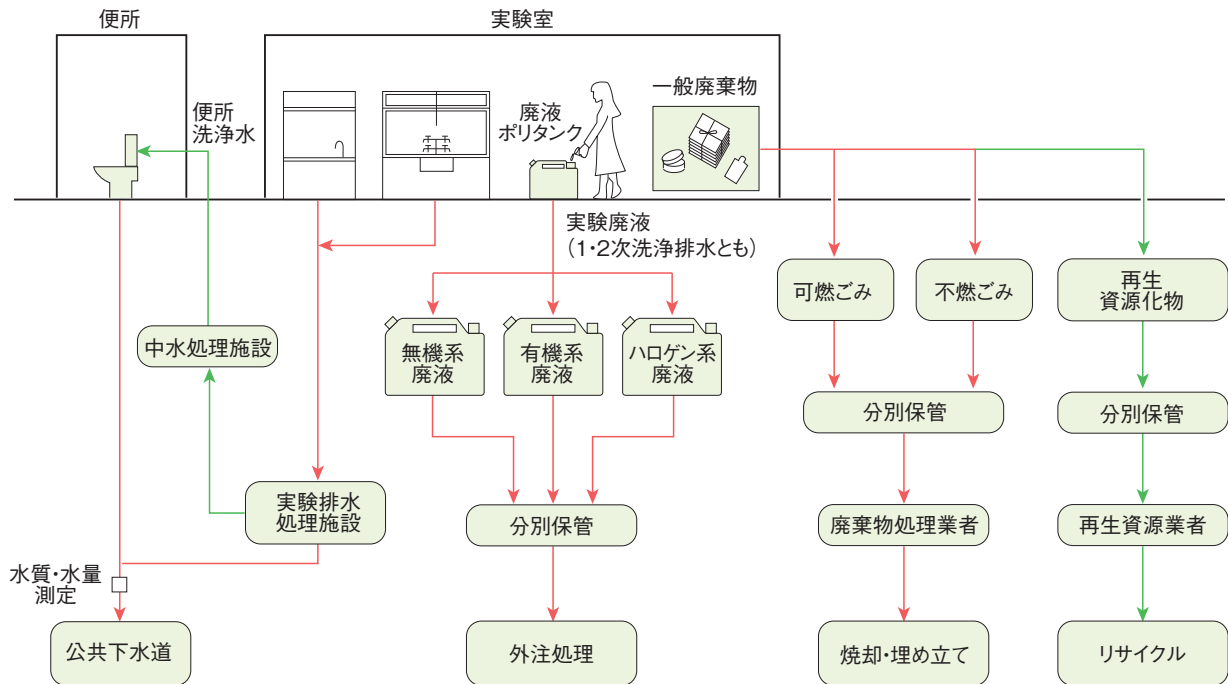 便所
実験室
便所
洗浄水
廃液
ポリタンク
一般廃棄物
実験廃液
(1・2次洗浄排水とも)
可燃ごみ
不燃ごみ
再生
資源化物
中水処理施設
無機系
廃液
有機系
廃液
ハロゲン系
廃液
分別保管
分別保管
実験排水
処理施設
分別保管
廃棄物処理業者
再生資源業者
水質・水量
測定
公共下水道
外注処理
焼却・埋め立て
リサイクル